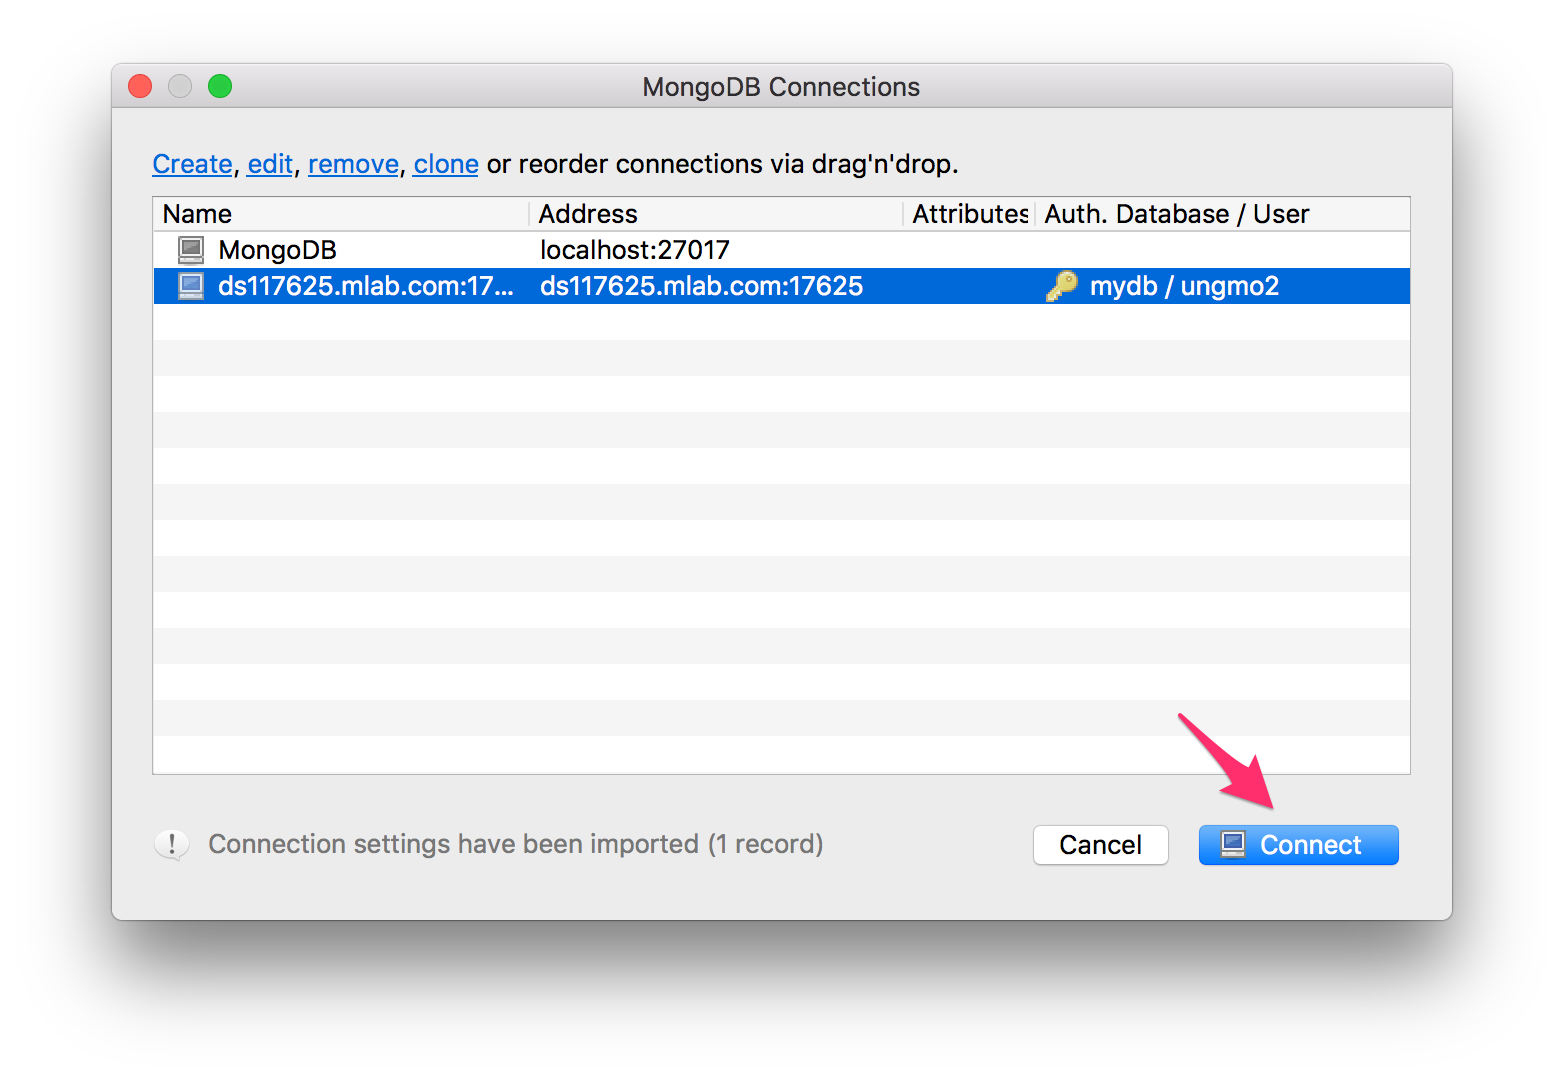 MongoDB Connections
Create, edit, remove, clone or reorder connections via drag'n'drop.
Name Address Attributes Auth. Database / User
MongoDB localhost:27017
ds117625.mlab.com:17... ds117625.mlab.com:17625 mydb / ungmo2
Connection settings have been imported (1 record) Cancel Connect